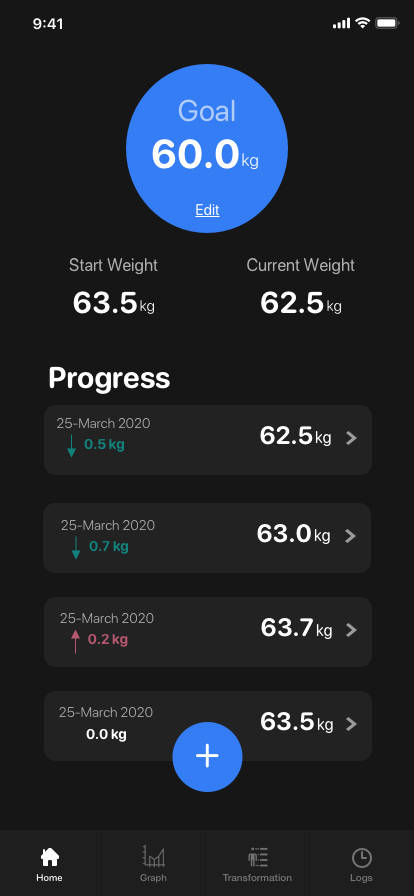 9:41
Goal
60.0kg
Edit
Start Weight
63.5kg
Current Weight
62.5kg
Progress
25-March 2020
0.5 kg
62.5kg
25-March 2020
0.7 kg
63.0kg
25-March 2020
0.2 kg
63.7kg
25-March 2020
0.0 kg
63.5kg
Home
Graph
Transformation
Logs